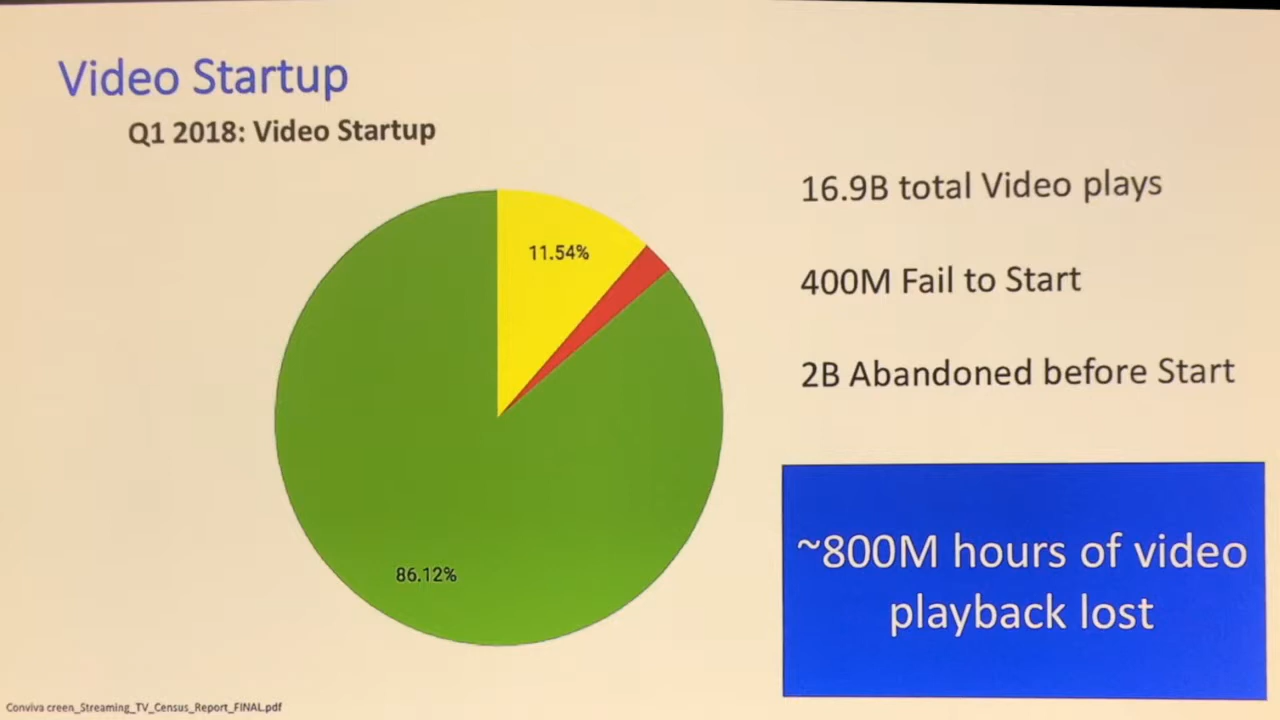 Video Startup
Q1 2018: Video Startup
11.54%
86.12%
16.9B total Video plays
400M Fail to Start
2B Abandoned before Start
~800M hours of video
playback lost
Conviva creen_Streaming_TV_Census_Report_FINAL.pdf